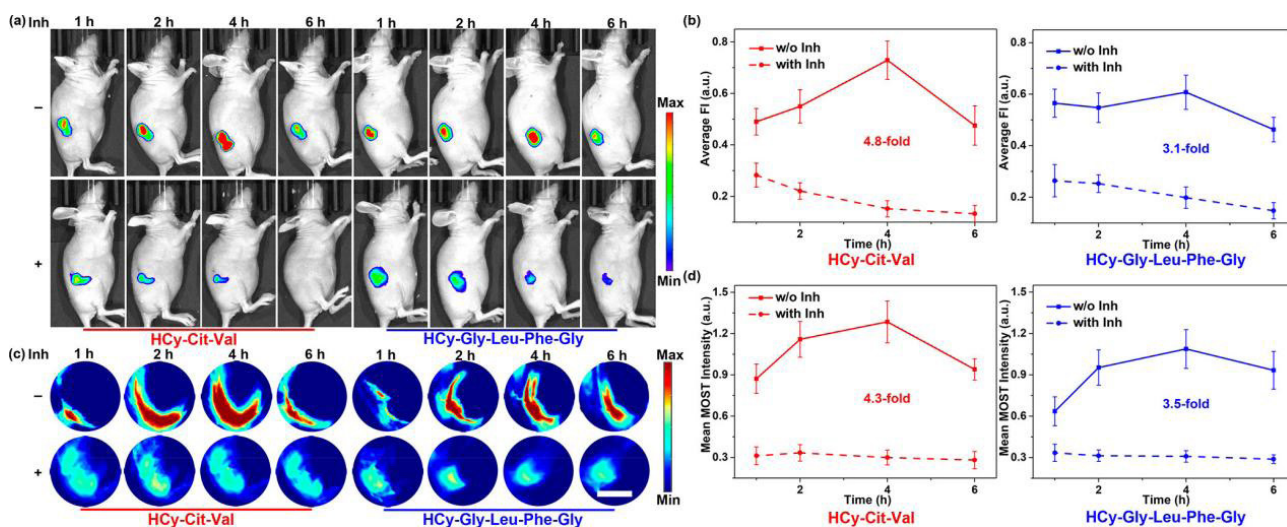 (a)
Inh 1 h 2 h 4 h 6 h 1 h 2 h 4 h 6 h
−
+
Max
Min
HCy-Cit-Val HCy-Gly-Leu-Phe-Gly
(b)
0.8
0.6
0.4
0.2
Average FI (a.u.)
w/o Inh
with Inh
4.8-fold
2 4 6
Time (h)
HCy-Cit-Val
0.8
0.6
0.4
0.2
Average FI (a.u.)
w/o Inh
with Inh
3.1-fold
2 4 6
Time (h)
HCy-Gly-Leu-Phe-Gly
(c)
Inh 1 h 2 h 4 h 6 h 1 h 2 h 4 h 6 h
−
+
Max
Min
HCy-Cit-Val HCy-Gly-Leu-Phe-Gly
(d)
1.5
1.2
0.9
0.6
0.3
Mean MOST Intensity (a.u.)
w/o Inh
with Inh
4.3-fold
2 4 6
Time (h)
HCy-Cit-Val
1.5
1.2
0.9
0.6
0.3
Mean MOST Intensity (a.u.)
w/o Inh
with Inh
3.5-fold
2 4 6
Time (h)
HCy-Gly-Leu-Phe-Gly